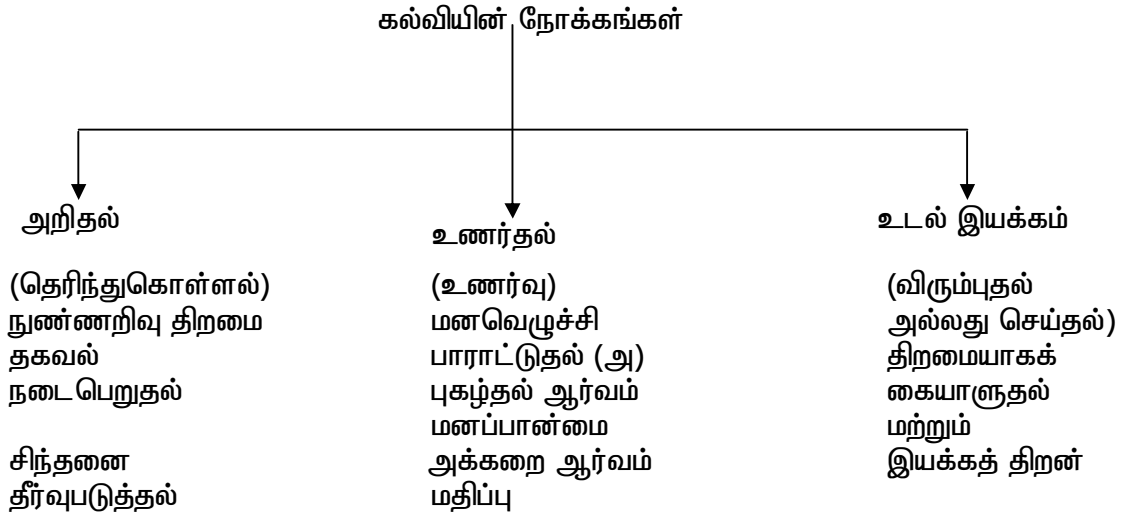 கல்வியின் நோக்கங்கள்
அறிதல்
(தெரிந்துகொள்ளல்)
நுண்ணறிவு திறமை
தகவல்
நடைபெறுதல்
சிந்தனை
தீர்வுபடுத்தல்
உணர்தல்
(உணர்வு)
மனவெழுச்சி
பாராட்டுதல் (அ)
புகழ்தல் ஆர்வம்
மனப்பான்மை
அக்கறை ஆர்வம்
மதிப்பு
உடல் இயக்கம்
(விரும்புதல்
அல்லது செய்தல்)
திறமையாகக்
கையாளுதல்
மற்றும்
இயக்கத் திறன்